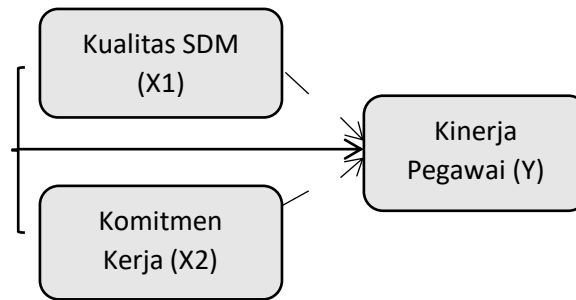 Kualitas SDM
(X1)
Kinerja
Pegawai (Y)
Komitmen
Kerja (X2)